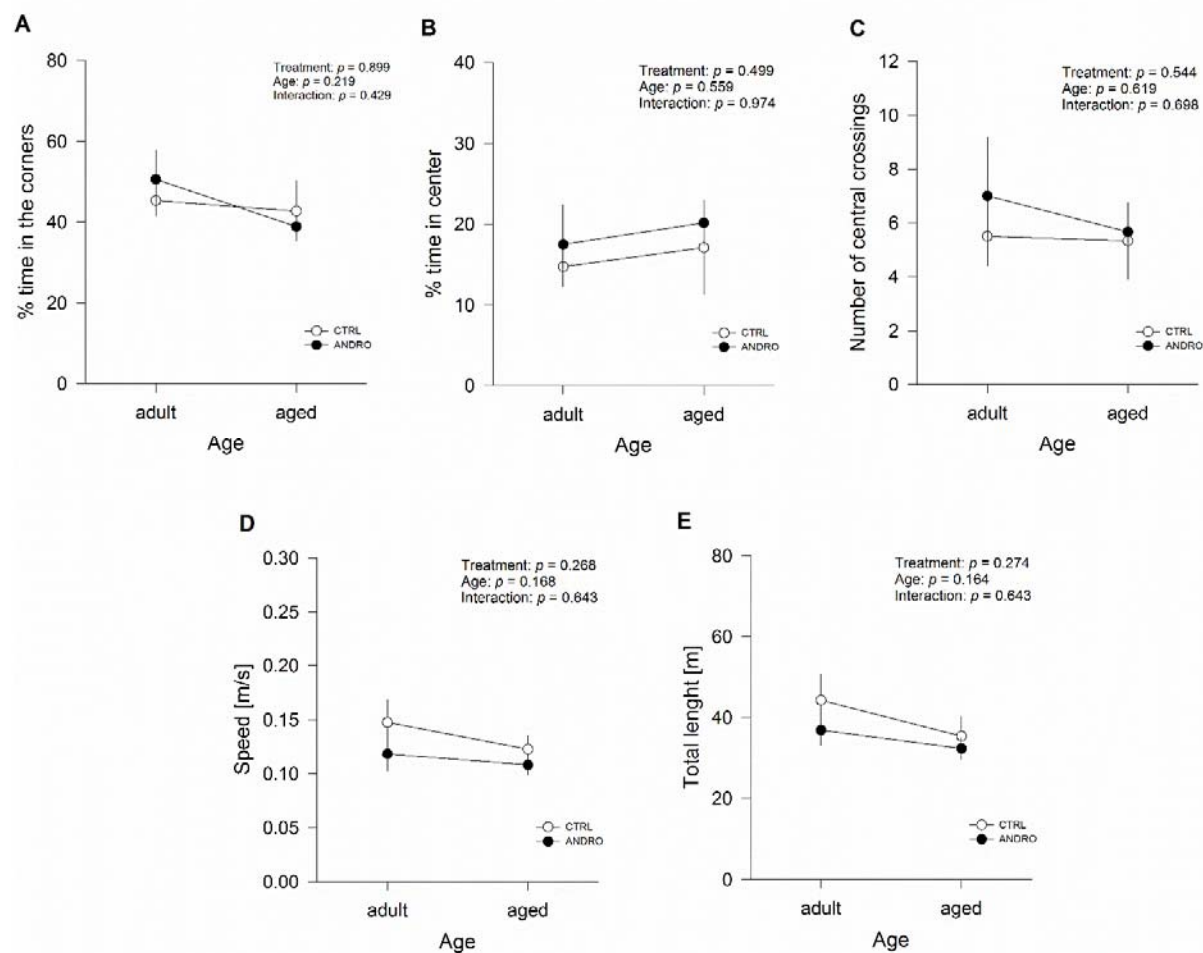 A
80
60
40
20
0
% time in the corners
Treatment: p = 0.899
Age: p = 0.219
Interaction: p = 0.429
CTRL
ANDRO
adult aged
Age
B
40
30
20
10
0
% time in center
Treatment: p = 0.499
Age: p = 0.559
Interaction: p = 0.974
CTRL
ANDRO
adult aged
Age
C
12
10
8
6
4
2
0
Number of central crossings
Treatment: p = 0.544
Age: p = 0.619
Interaction: p = 0.698
CTRL
ANDRO
adult aged
Age
D
0.30
0.25
0.20
0.15
0.10
0.05
0.00
Speed [m/s]
Treatment: p = 0.268
Age: p = 0.168
Interaction: p = 0.643
CTRL
ANDRO
adult aged
Age
E
80
60
40
20
0
Total lenght [m]
Treatment: p = 0.274
Age: p = 0.164
Interaction: p = 0.643
CTRL
ANDRO
adult aged
Age